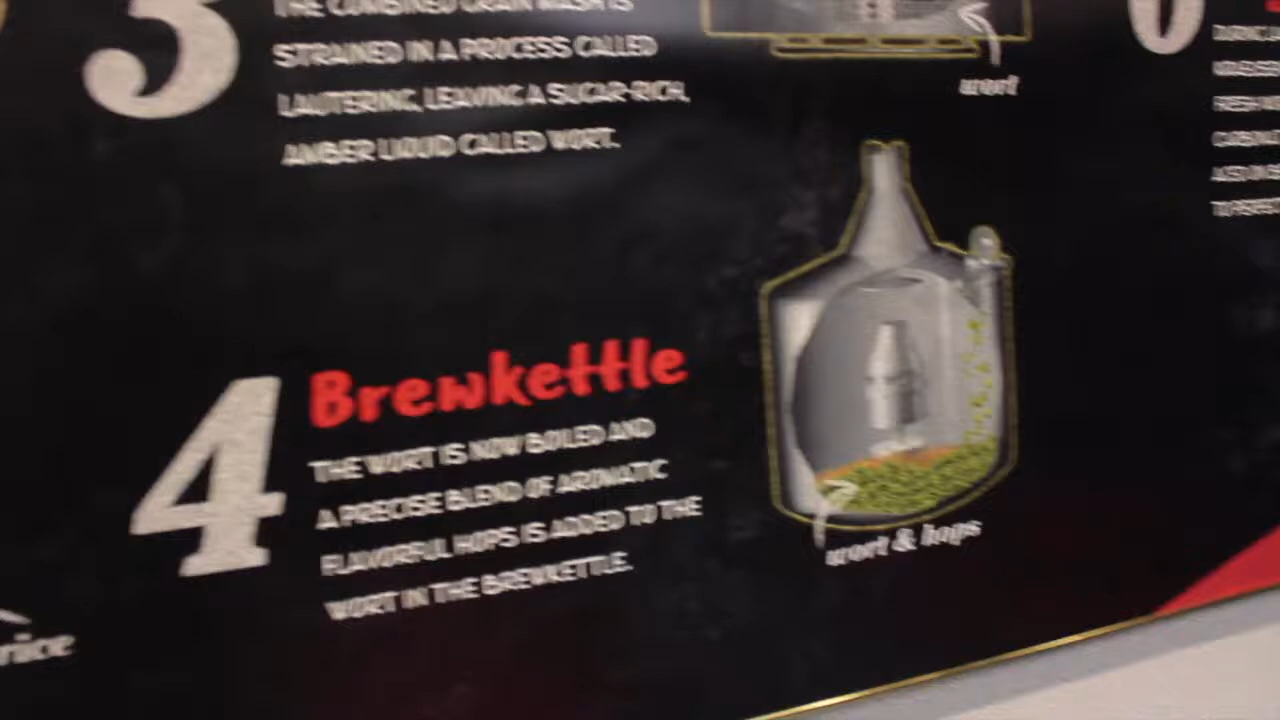 3
THE COMBINED GRAIN MASH IS
STRAINED IN A PROCESS CALLED
LAUTERING, LEAVING A SUGAR-RICH,
AMBER LIQUID CALLED WORT.
wort
4
Brewkettle
THE WORT IS NOW BOILED AND
A PRECISE BLEND OF AROMATIC
FLAVORFUL HOPS IS ADDED TO THE
WORT IN THE BREWKETTLE.
wort & hops
rice